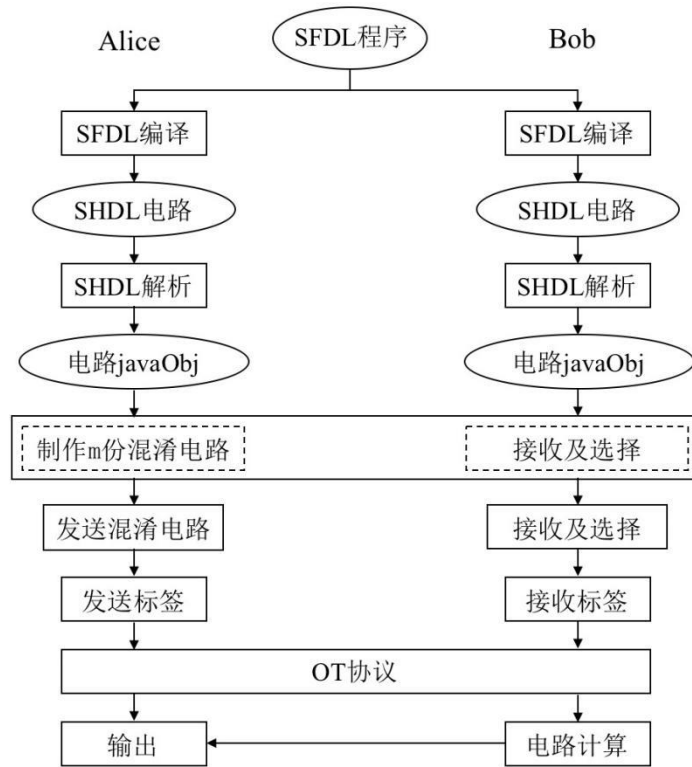 Alice
SFDL程序
Bob
SFDL编译
SFDL编译
SHDL电路
SHDL电路
SHDL解析
SHDL解析
电路javaObj
电路javaObj
制作m份混淆电路
接收及选择
发送混淆电路
接收及选择
发送标签
接收标签
OT协议
输出
电路计算